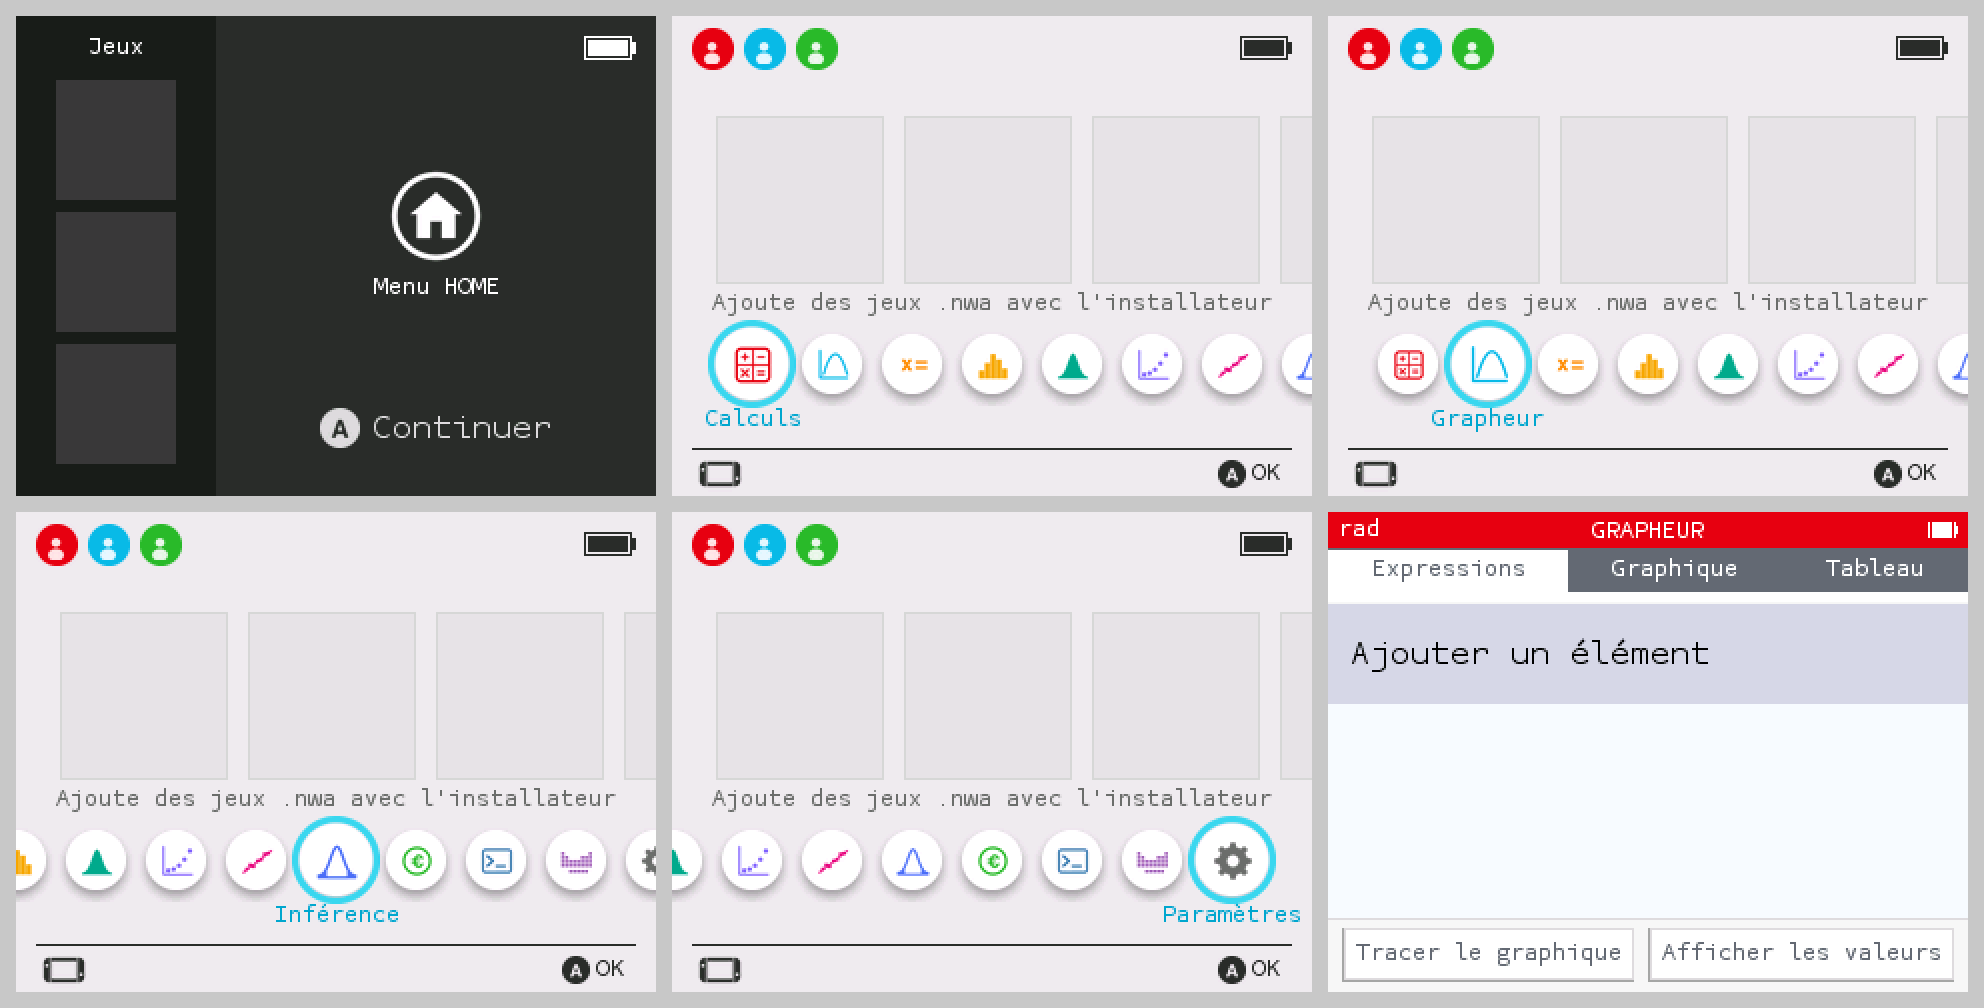 Jeux
Menu HOME
A Continuer
Ajoute des jeux .nwa avec l'installateur
x=
Calculs
A OK
Ajoute des jeux .nwa avec l'installateur
x=
Grapheur
A OK
Ajoute des jeux .nwa avec l'installateur
€
Inférence
A OK
Ajoute des jeux .nwa avec l'installateur
€
Paramètres
A OK
rad GRAPHEUR
Expressions Graphique Tableau
Ajouter un élément
Tracer le graphique Afficher les valeurs